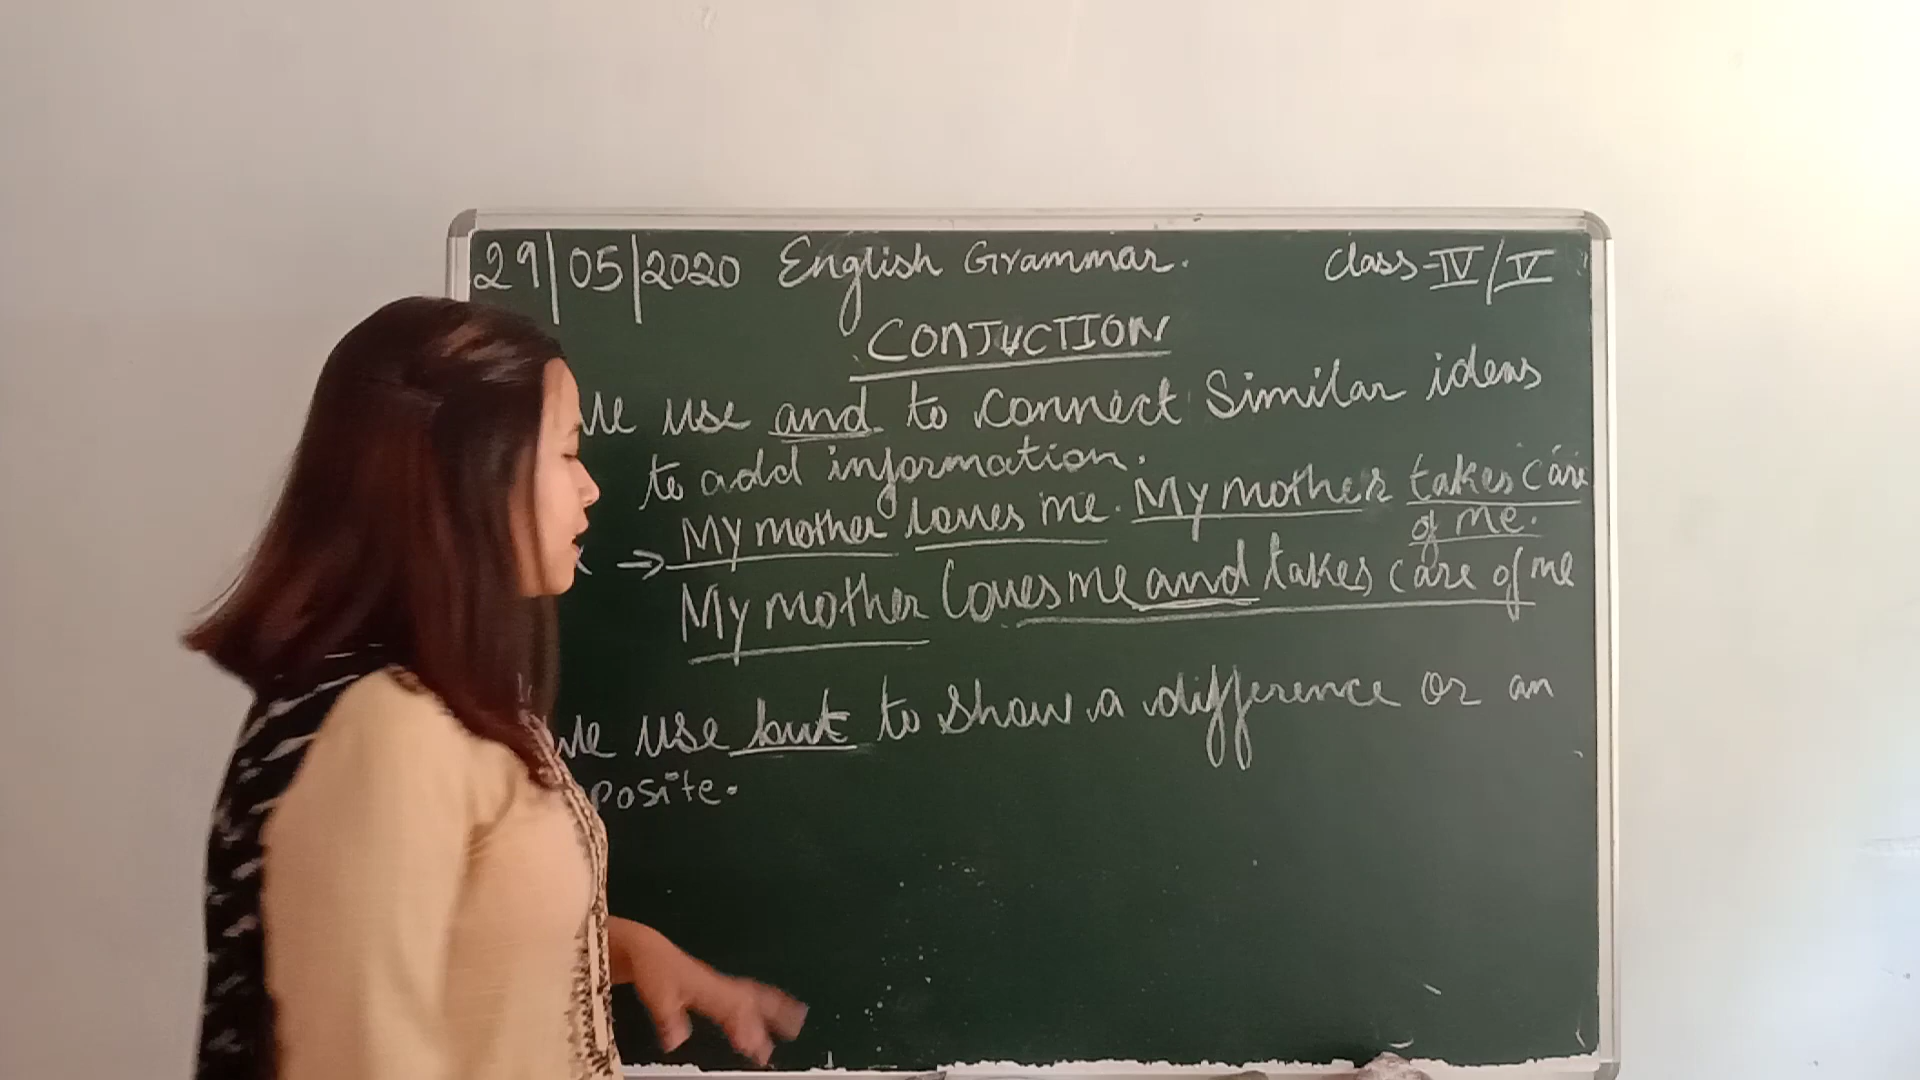 29/05/2020 English Grammar. Class-IV/V
CONJUCTION
We use and to connect Similar ideas
to add information.
→ My mother loves me. My mother takes care
of me.
My mother loves me and takes care of me
We use but to show a difference or an
posite.